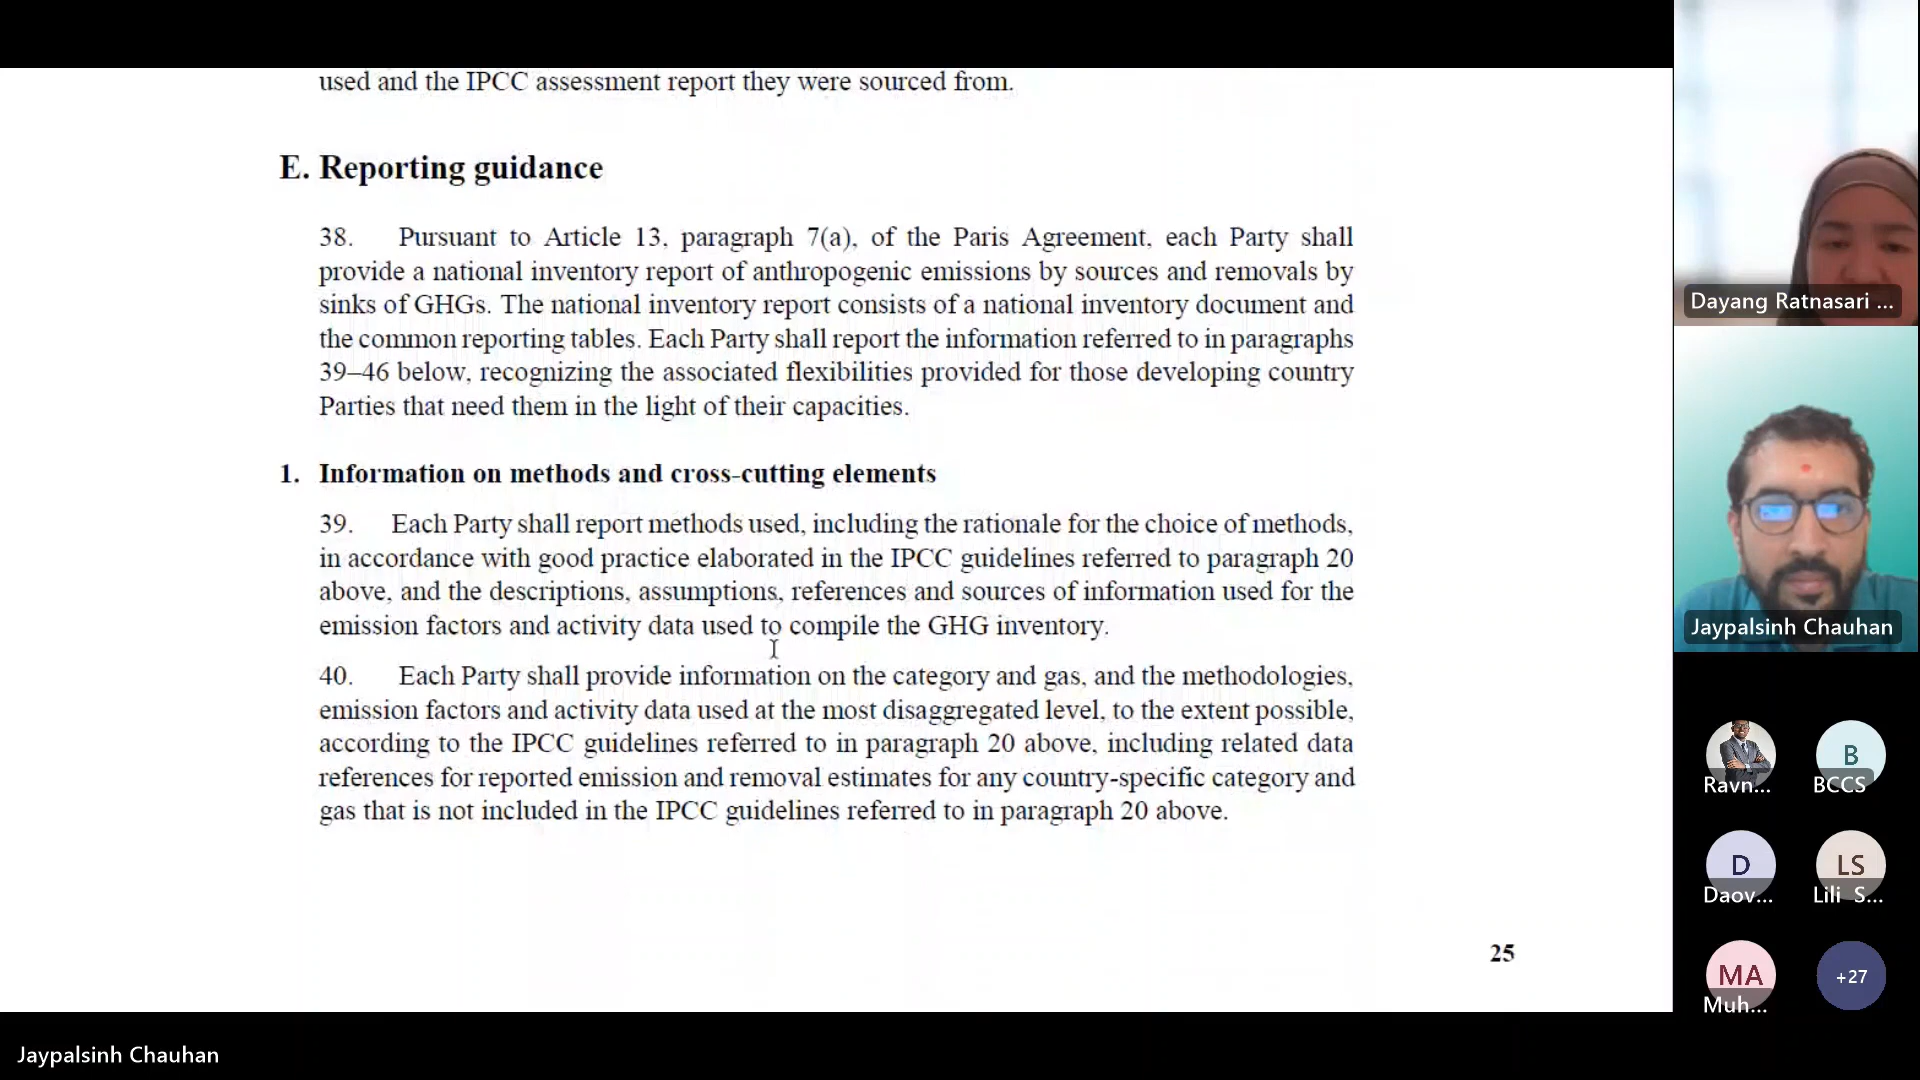 used and the IPCC assessment report they were sourced from.
E. Reporting guidance
38. Pursuant to Article 13, paragraph 7(a), of the Paris Agreement, each Party shall
provide a national inventory report of anthropogenic emissions by sources and removals by
sinks of GHGs. The national inventory report consists of a national inventory document and
the common reporting tables. Each Party shall report the information referred to in paragraphs
39–46 below, recognizing the associated flexibilities provided for those developing country
Parties that need them in the light of their capacities.
1. Information on methods and cross-cutting elements
39. Each Party shall report methods used, including the rationale for the choice of methods,
in accordance with good practice elaborated in the IPCC guidelines referred to paragraph 20
above, and the descriptions, assumptions, references and sources of information used for the
emission factors and activity data used to compile the GHG inventory.
40. Each Party shall provide information on the category and gas, and the methodologies,
emission factors and activity data used at the most disaggregated level, to the extent possible,
according to the IPCC guidelines referred to in paragraph 20 above, including related data
references for reported emission and removal estimates for any country-specific category and
gas that is not included in the IPCC guidelines referred to in paragraph 20 above.
25
Dayang Ratnasari ...
Jaypalsinh Chauhan
Ravn...
B
BCCS
D
Daov...
LS
Lili S...
MA
Muh...
+27
Jaypalsinh Chauhan